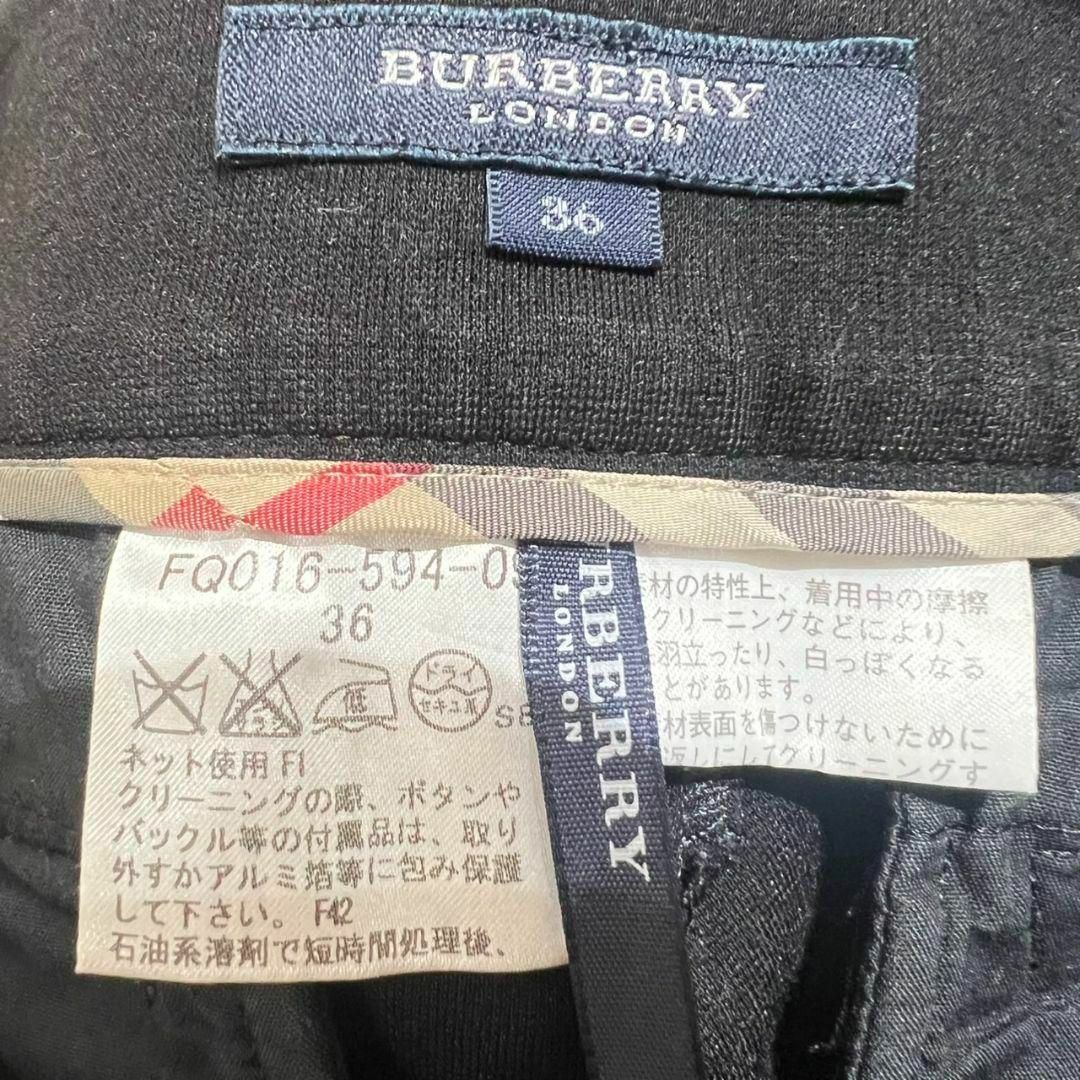 BURBERRY
LONDON
36
FQ016-594-09
36
サラシ
低
ドライ
セキユ系
ネット使用 F1
クリーニングの際、ボタンや
バックル等の付属品は、取り
外すかアルミ箔等に包み保護
して下さい。 F42
石油系溶剤で短時間処理後、
RBERRY
LONDON
材の特性上、着用中の摩擦
クリーニングなどにより、
羽立ったり、白っぽくなる
とがあります。
材表面を傷つけないために
返しにしてクリーニングす